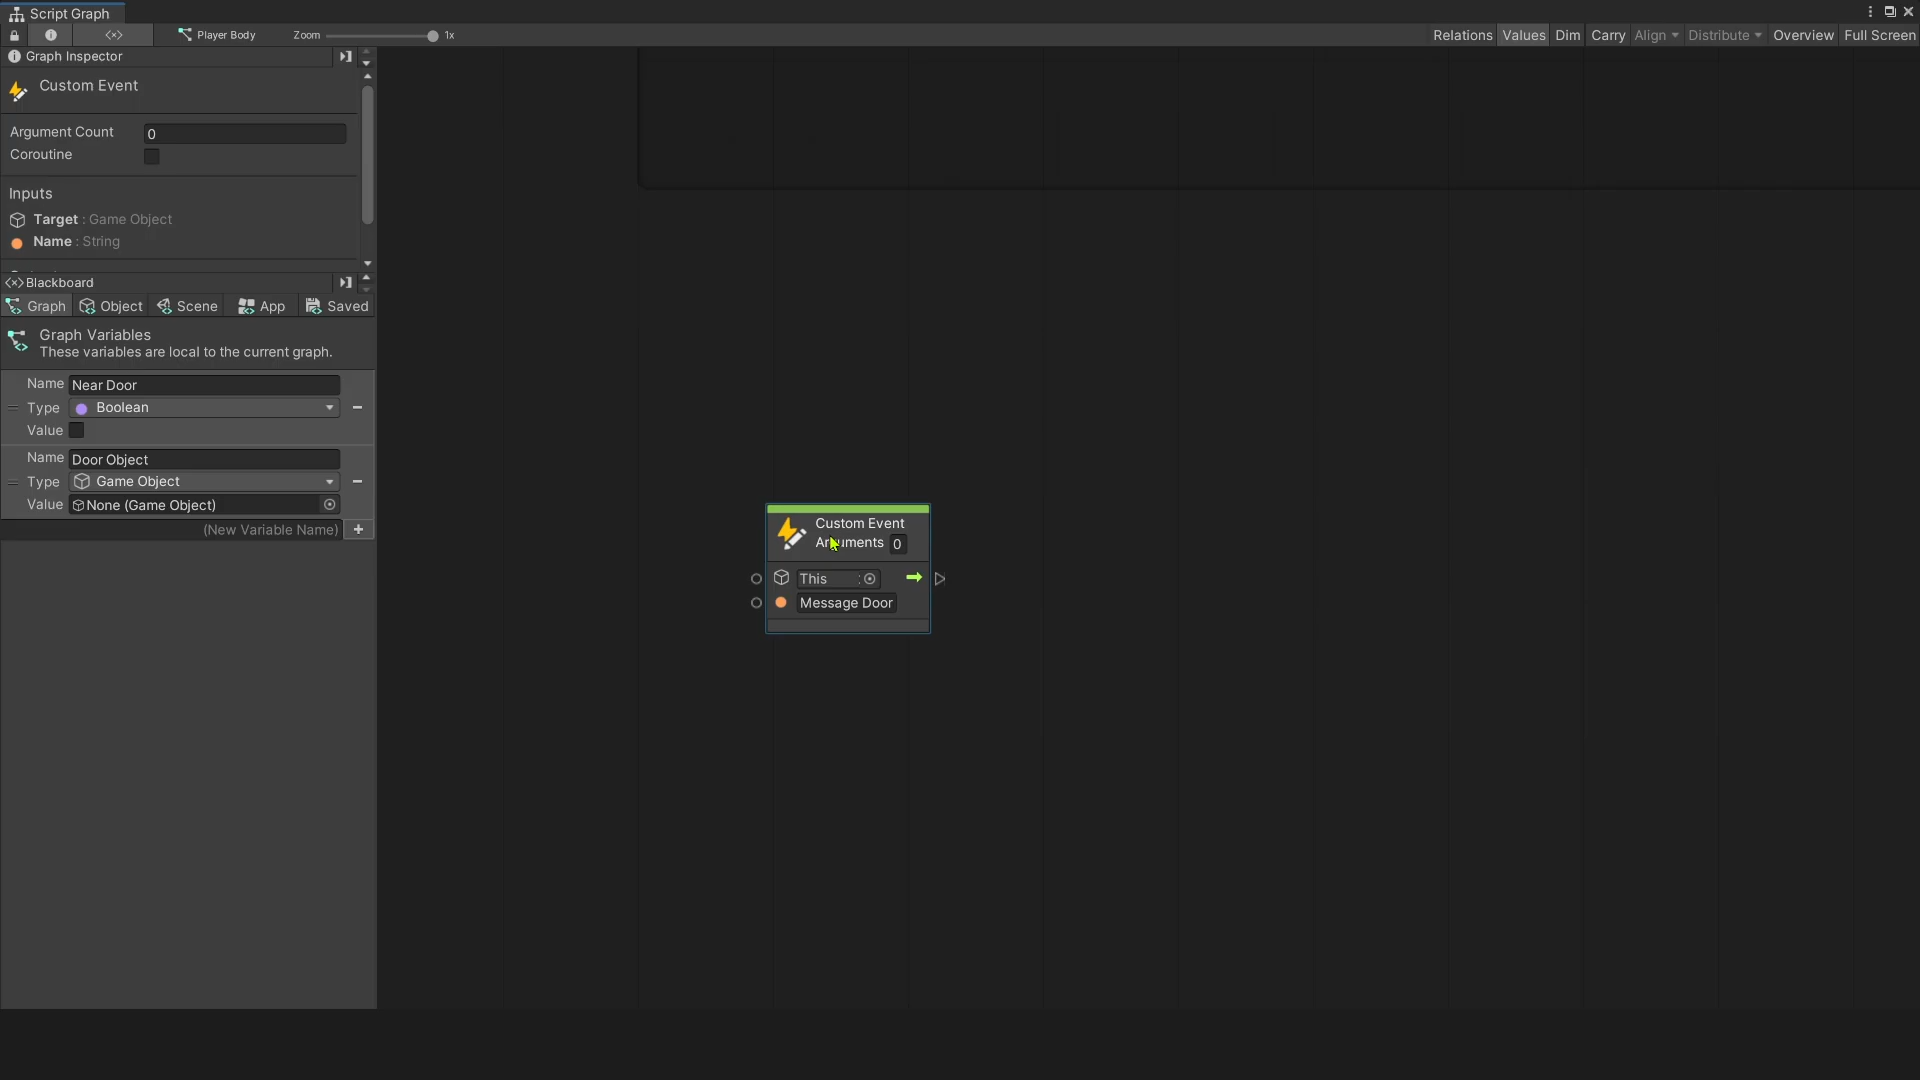 Script Graph
Player Body Zoom 1x Relations Values Dim Carry Align Distribute Overview Full Screen
Graph Inspector
Custom Event
Argument Count 0
Coroutine
Inputs
Target : Game Object
Name : String
<x> Blackboard
Graph Object Scene App Saved
Graph Variables
These variables are local to the current graph.
Name Near Door
Type Boolean
Value
Name Door Object
Type Game Object
Value None (Game Object)
(New Variable Name) +
Custom Event
Arguments 0
This
Message Door